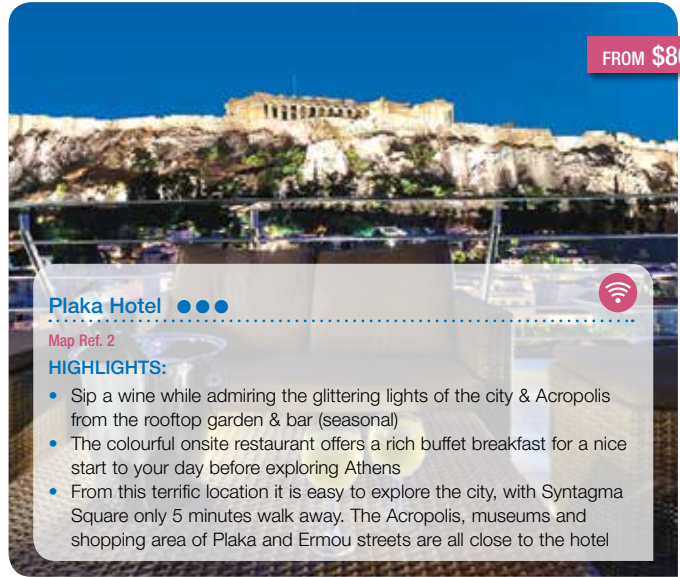 FROM
Plaka Hotel ●●●
Map Ref. 2
HIGHLIGHTS:
• Sip a wine while admiring the glittering lights of the city & Acropolis
from the rooftop garden & bar (seasonal)
• The colourful onsite restaurant offers a rich buffet breakfast for a nice
start to your day before exploring Athens
• From this terrific location it is easy to explore the city, with Syntagma
Square only 5 minutes walk away. The Acropolis, museums and
shopping area of Plaka and Ermou streets are all close to the hotel